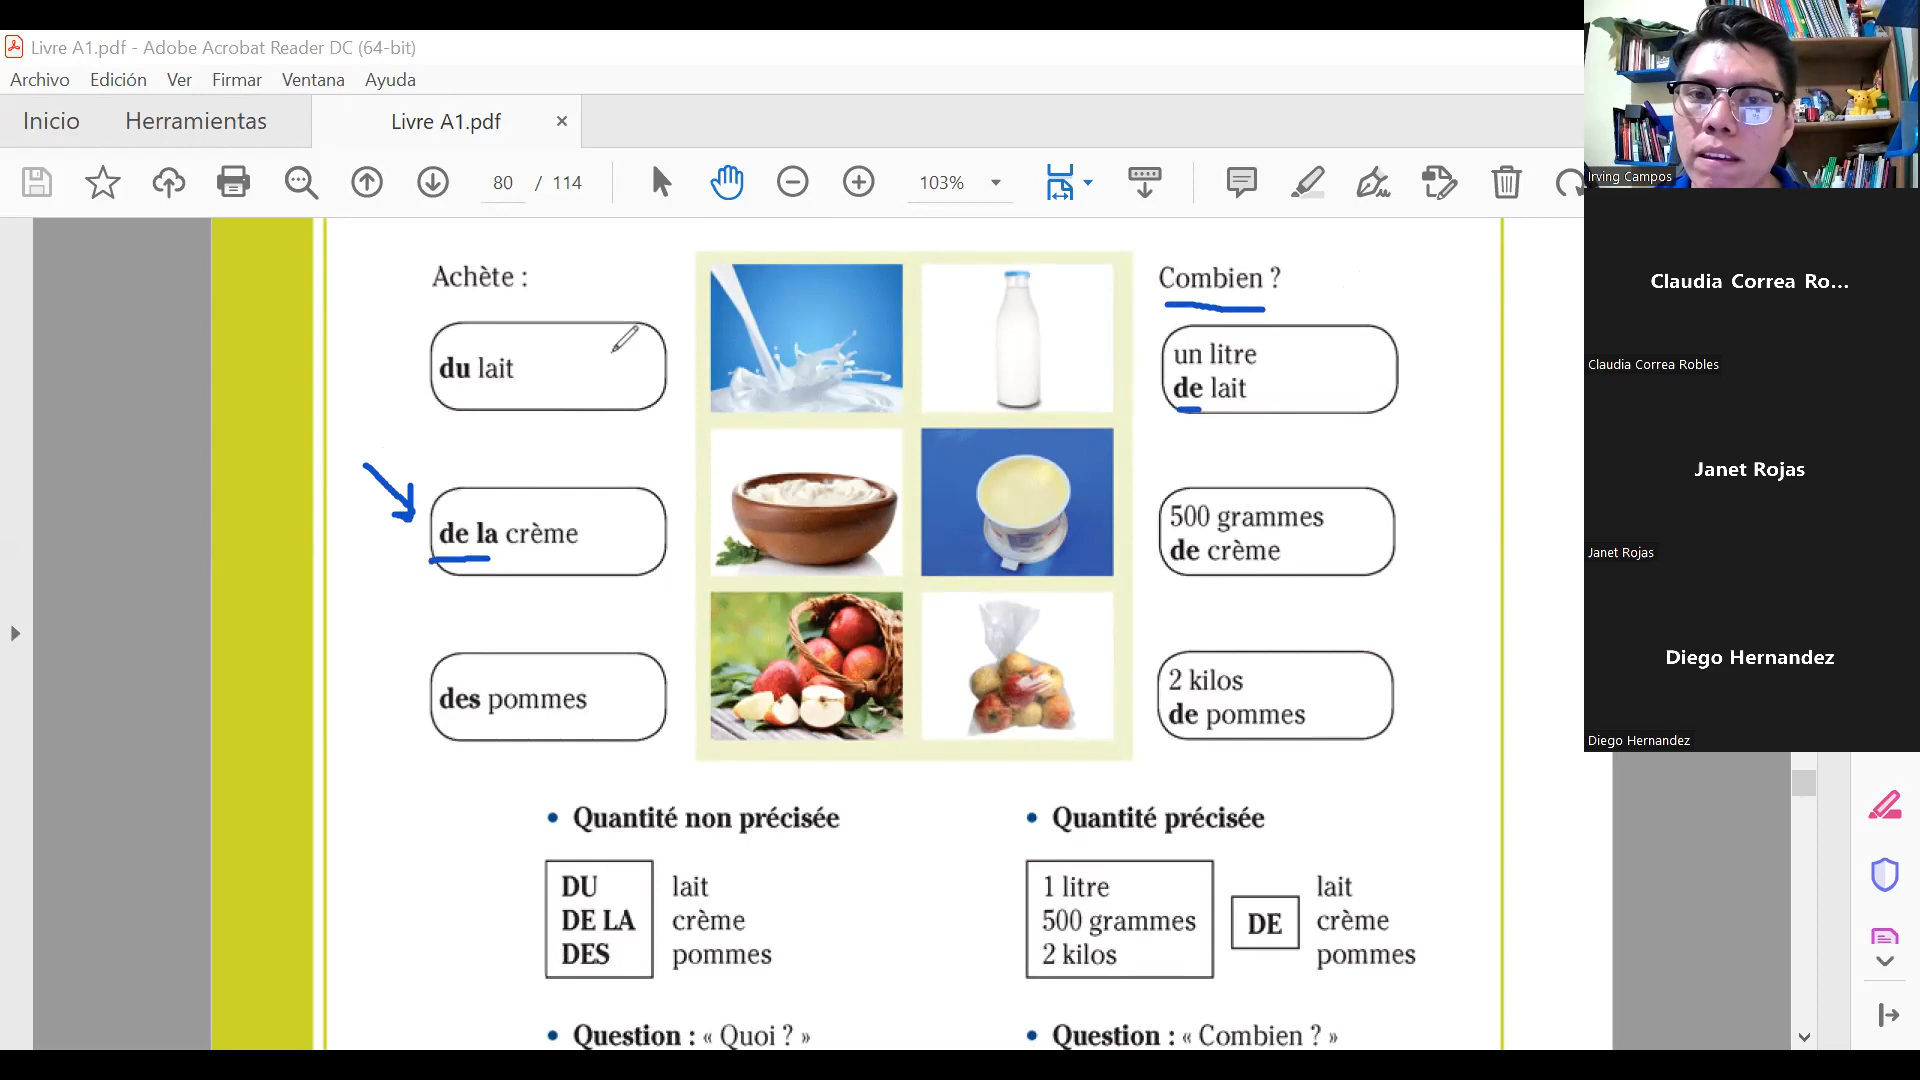 Livre A1.pdf - Adobe Acrobat Reader DC (64-bit)
Archivo Edición Ver Firmar Ventana Ayuda
Inicio Herramientas Livre A1.pdf ×
80 / 114 103%
Achète :
du lait
de la crème
des pommes
Combien ?
un litre
de lait
500 grammes
de crème
2 kilos
de pommes
• Quantité non précisée
DU lait
DE LA crème
DES pommes
• Question : « Quoi ? »
• Quantité précisée
1 litre
500 grammes
2 kilos
DE
lait
crème
pommes
• Question : « Combien ? »
Irving Campos
Claudia Correa Ro...
Claudia Correa Robles
Janet Rojas
Janet Rojas
Diego Hernandez
Diego Hernandez